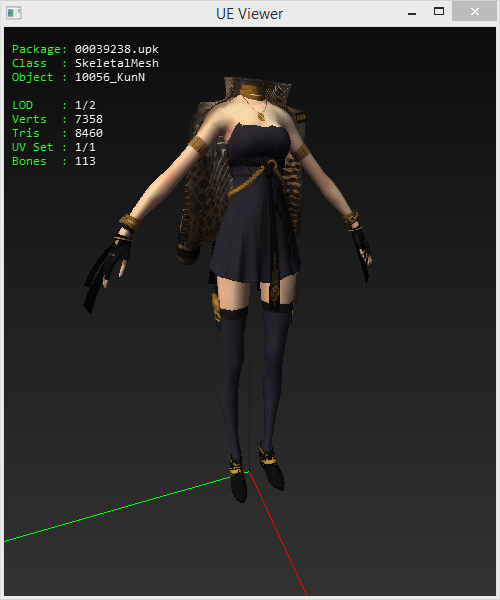 UE Viewer
Package: 00039238.upk
Class  : SkeletalMesh
Object : 10056_KunN
LOD    : 1/2
Verts  : 7358
Tris   : 8460
UV Set : 1/1
Bones  : 113